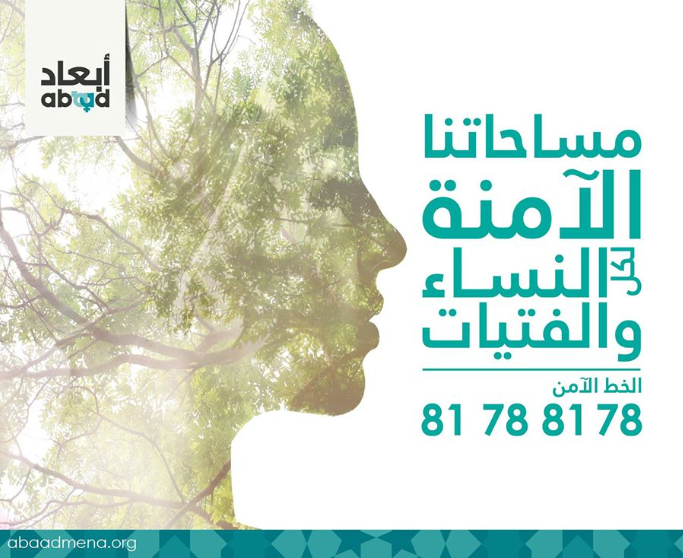 أبعاد
abaad
مساحاتنا
الآمنة
لكل النساء
والفتيات
الخط الآمن
81 78 81 78
abaadmena.org